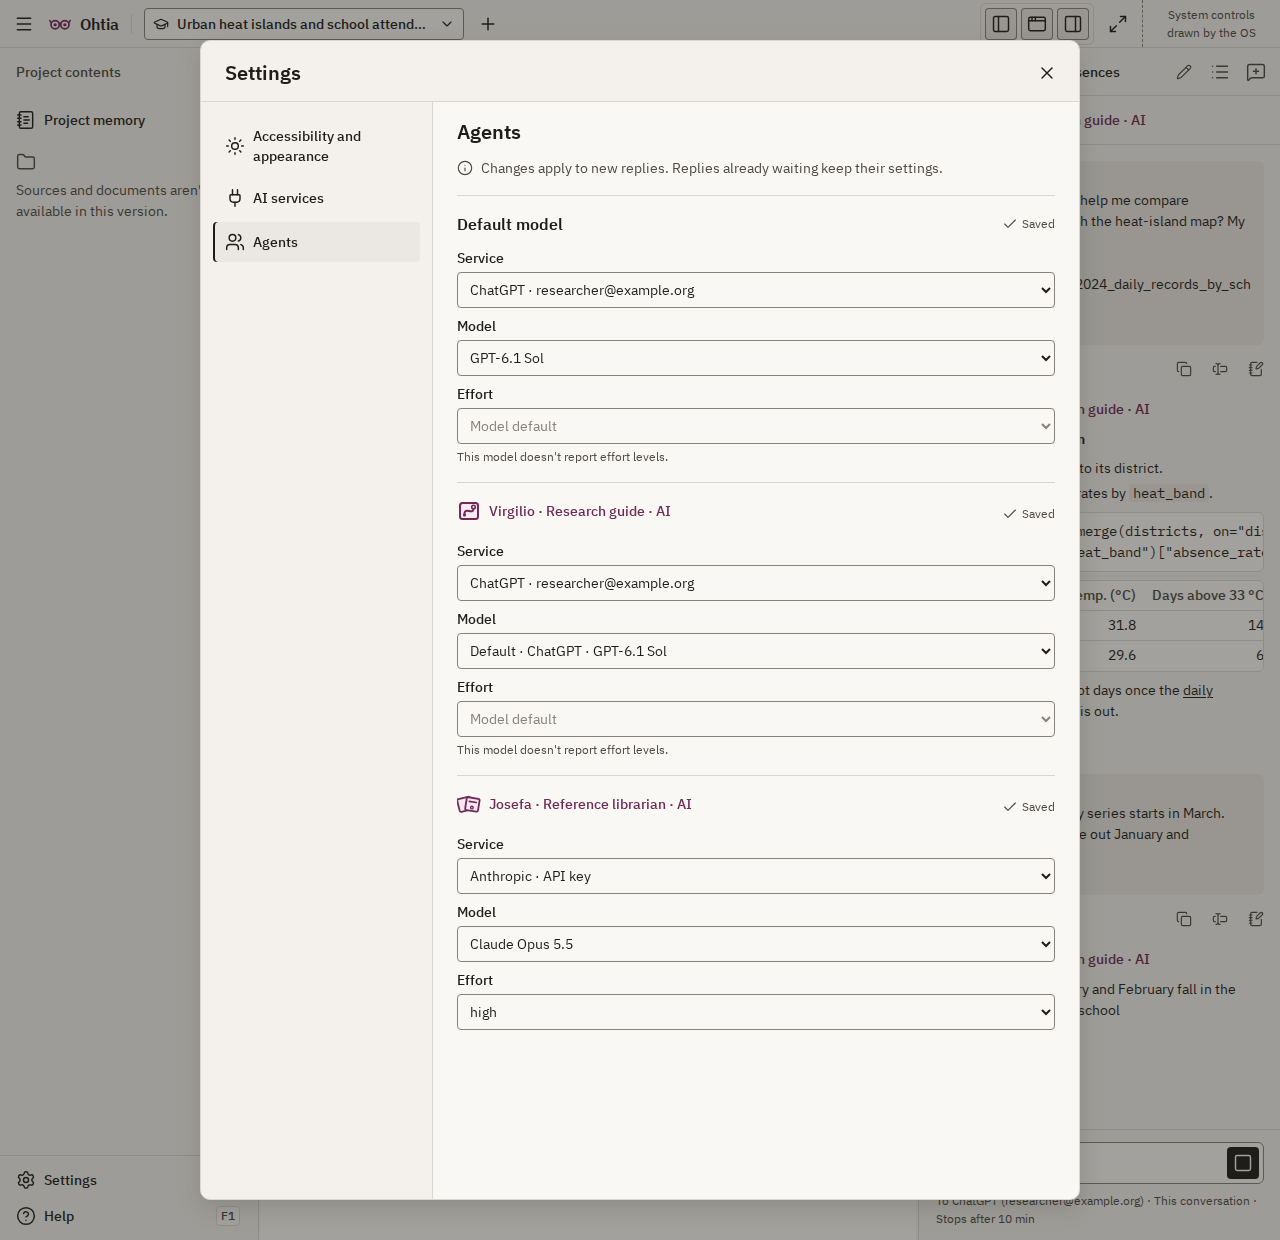 Ohtia
Urban heat islands and school attend...
System controls
drawn by the OS
Project contents
Project memory
Sources and documents aren'
available in this version.
Settings
Help
F1
Settings
Accessibility and
appearance
AI services
Agents
Agents
Changes apply to new replies. Replies already waiting keep their settings.
Default model
Saved
Service
ChatGPT · researcher@example.org
Model
GPT-6.1 Sol
Effort
Model default
This model doesn't report effort levels.
Virgilio · Research guide · AI
Saved
Service
ChatGPT · researcher@example.org
Model
Default · ChatGPT · GPT-6.1 Sol
Effort
Model default
This model doesn't report effort levels.
Josefa · Reference librarian · AI
Saved
Service
Anthropic · API key
Model
Claude Opus 5.5
Effort
high
guide · AI
help me compare
the heat-island map? My
2024_daily_records_by_sch
guide · AI
to its district.
by heat_band.
merge(districts, on="dis
["absence_rate
(°C) Days above 33 °C
31.8 14
29.6 6
days once the daily
is out.
series starts in March.
out January and
guide · AI
and February fall in the
school
To ChatGPT (researcher@example.org) · This conversation ·
Stops after 10 min